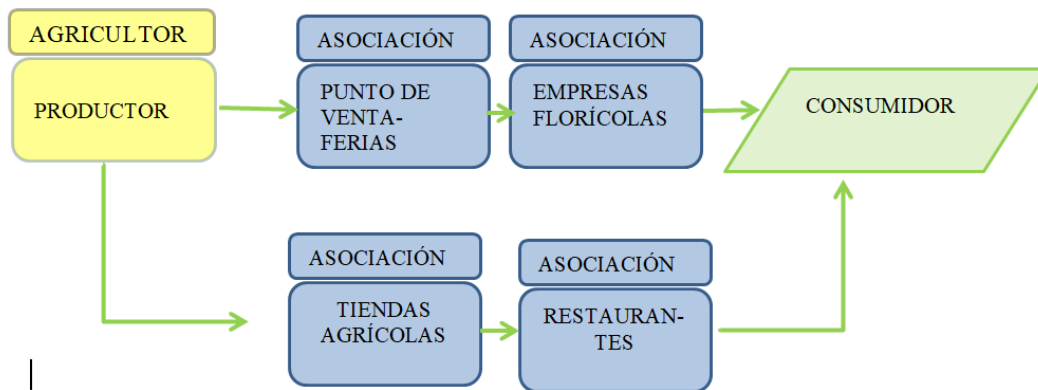 AGRICULTOR
PRODUCTOR
ASOCIACIÓN
PUNTO DE
VENTA-
FERIAS
ASOCIACIÓN
EMPRESAS
FLORÍCOLAS
CONSUMIDOR
ASOCIACIÓN
TIENDAS
AGRÍCOLAS
ASOCIACIÓN
RESTAURAN-
TES